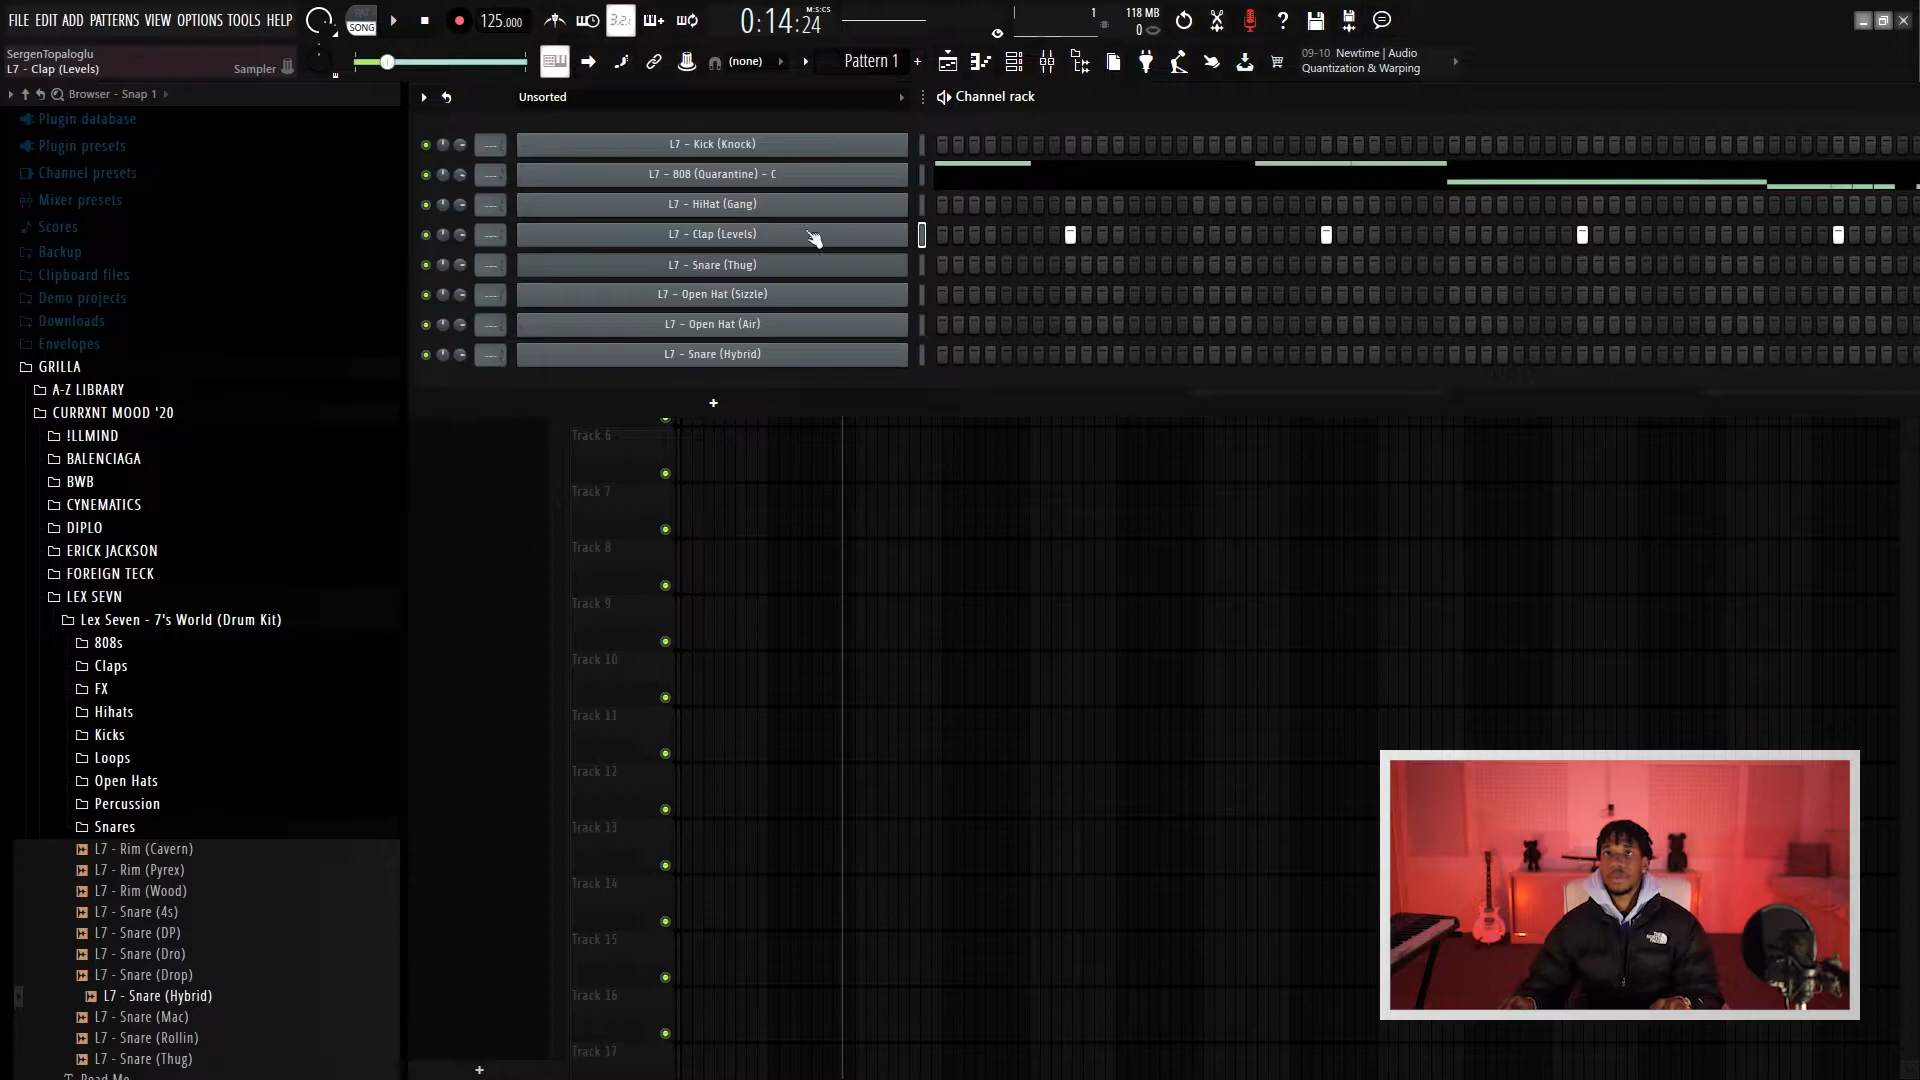 FILE EDIT ADD PATTERNS VIEW OPTIONS TOOLS HELP
PAT
SONG
125.000
3.2.
0:14:24
M:S:CS
1
118 MB
0
SergenTopaloglu
L7 - Clap (Levels)
Sampler
(none)
Pattern 1
+
09-10 Newtime | Audio
Quantization & Warping
Browser - Snap 1
Unsorted
Channel rack
Plugin database
Plugin presets
Channel presets
Mixer presets
Scores
Backup
Clipboard files
Demo projects
Downloads
Envelopes
GRILLA
A-Z LIBRARY
CURRXNT MOOD '20
!LLMIND
BALENCIAGA
BWB
CYNEMATICS
DIPLO
ERICK JACKSON
FOREIGN TECK
LEX SEVN
Lex Seven - 7's World (Drum Kit)
808s
Claps
FX
Hihats
Kicks
Loops
Open Hats
Percussion
Snares
L7 - Rim (Cavern)
L7 - Rim (Pyrex)
L7 - Rim (Wood)
L7 - Snare (4s)
L7 - Snare (DP)
L7 - Snare (Dro)
L7 - Snare (Drop)
L7 - Snare (Hybrid)
L7 - Snare (Mac)
L7 - Snare (Rollin)
L7 - Snare (Thug)
Read Me
L7 - Kick (Knock)
L7 - 808 (Quarantine) - C
L7 - HiHat (Gang)
L7 - Clap (Levels)
L7 - Snare (Thug)
L7 - Open Hat (Sizzle)
L7 - Open Hat (Air)
L7 - Snare (Hybrid)
+
Track 6
Track 7
Track 8
Track 9
Track 10
Track 11
Track 12
Track 13
Track 14
Track 15
Track 16
Track 17
+